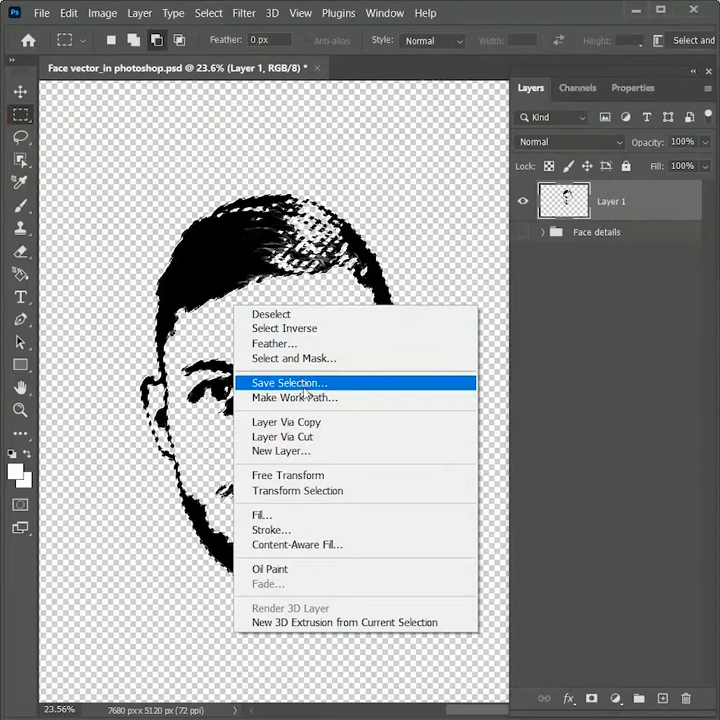 Ps File Edit Image Layer Type Select Filter 3D View Plugins Window Help
Feather: 0 px Anti-alias Style: Normal Width: Height: Select and
Face vector_in photoshop.psd @ 23.6% (Layer 1, RGB/8) *
Layers Channels Properties
Kind
Normal Opacity: 100%
Lock: Fill: 100%
Layer 1
Face details
Deselect
Select Inverse
Feather...
Select and Mask...
Save Selection...
Make Work Path...
Layer Via Copy
Layer Via Cut
New Layer...
Free Transform
Transform Selection
Fill...
Stroke...
Content-Aware Fill...
Oil Paint
Fade...
Render 3D Layer
New 3D Extrusion from Current Selection
23.56% 7680 px x 5120 px (72 ppi)
fx